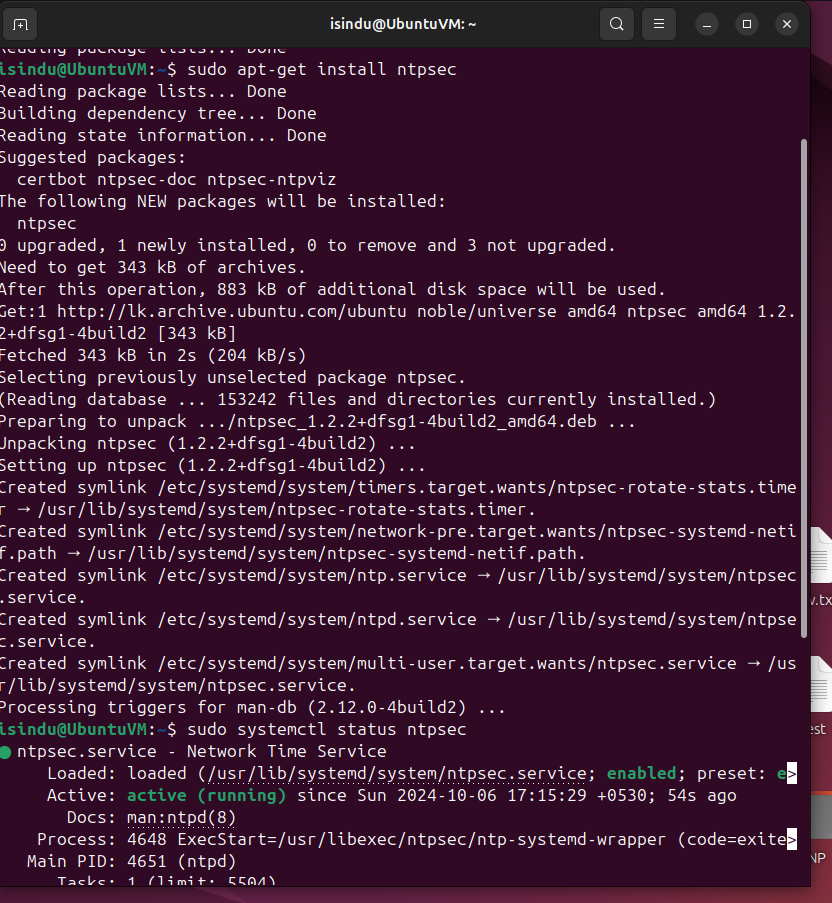 isindu@UbuntuVM: ~
Reading package lists... Done
isindu@UbuntuVM:~$ sudo apt-get install ntpsec
Reading package lists... Done
Building dependency tree... Done
Reading state information... Done
Suggested packages:
  certbot ntpsec-doc ntpsec-ntpviz
The following NEW packages will be installed:
  ntpsec
0 upgraded, 1 newly installed, 0 to remove and 3 not upgraded.
Need to get 343 kB of archives.
After this operation, 883 kB of additional disk space will be used.
Get:1 http://lk.archive.ubuntu.com/ubuntu noble/universe amd64 ntpsec amd64 1.2.
2+dfsg1-4build2 [343 kB]
Fetched 343 kB in 2s (204 kB/s)
Selecting previously unselected package ntpsec.
(Reading database ... 153242 files and directories currently installed.)
Preparing to unpack .../ntpsec_1.2.2+dfsg1-4build2_amd64.deb ...
Unpacking ntpsec (1.2.2+dfsg1-4build2) ...
Setting up ntpsec (1.2.2+dfsg1-4build2) ...
Created symlink /etc/systemd/system/timers.target.wants/ntpsec-rotate-stats.time
r → /usr/lib/systemd/system/ntpsec-rotate-stats.timer.
Created symlink /etc/systemd/system/network-pre.target.wants/ntpsec-systemd-neti
f.path → /usr/lib/systemd/system/ntpsec-systemd-netif.path.
Created symlink /etc/systemd/system/ntp.service → /usr/lib/systemd/system/ntpsec
.service.
Created symlink /etc/systemd/system/ntpd.service → /usr/lib/systemd/system/ntpse
c.service.
Created symlink /etc/systemd/system/multi-user.target.wants/ntpsec.service → /us
r/lib/systemd/system/ntpsec.service.
Processing triggers for man-db (2.12.0-4build2) ...
isindu@UbuntuVM:~$ sudo systemctl status ntpsec
● ntpsec.service - Network Time Service
     Loaded: loaded (/usr/lib/systemd/system/ntpsec.service; enabled; preset: e>
     Active: active (running) since Sun 2024-10-06 17:15:29 +0530; 54s ago
       Docs: man:ntpd(8)
    Process: 4648 ExecStart=/usr/libexec/ntpsec/ntp-systemd-wrapper (code=exite>
   Main PID: 4651 (ntpd)
      Tasks: 1 (limit: 5504)
w.tx
est
NP